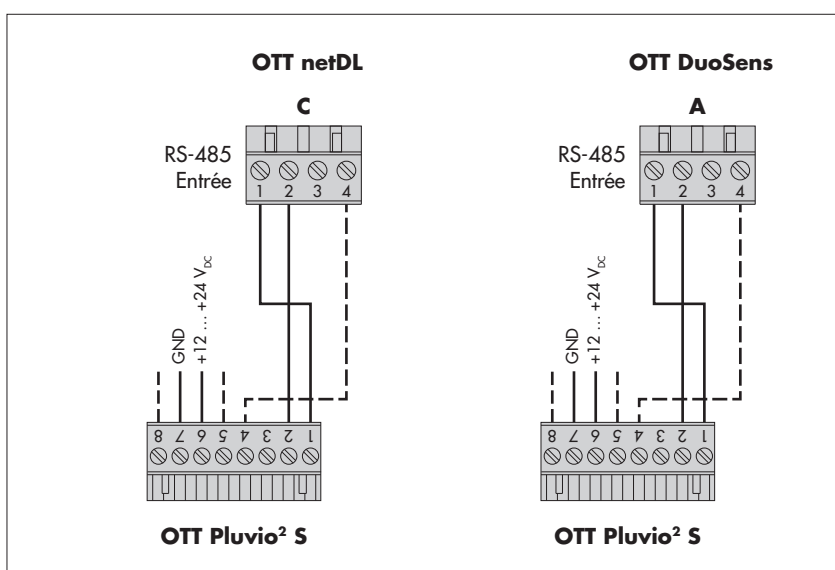 OTT netDL
C
RS-485
Entrée
1 2 3 4
GND
+12 ... +24 VDC
8 7 6 5 4 3 2 1
OTT Pluvio² S
OTT DuoSens
A
RS-485
Entrée
1 2 3 4
GND
+12 ... +24 VDC
8 7 6 5 4 3 2 1
OTT Pluvio² S